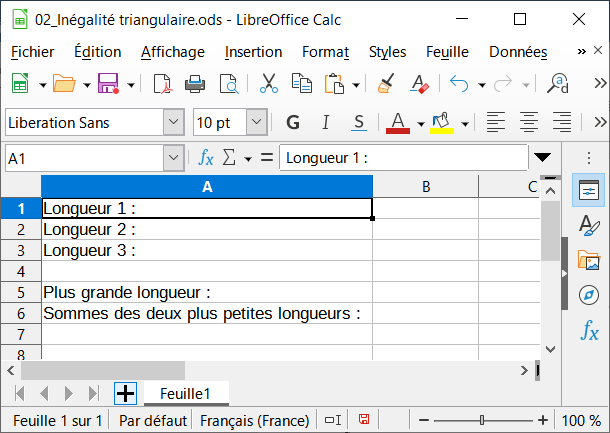 02_Inégalité triangulaire.ods - LibreOffice Calc
Fichier Édition Affichage Insertion Format Styles Feuille Données »
»
Liberation Sans 10 pt G I S A »
A1 fx Σ = Longueur 1 :
A B C
1 Longueur 1 :
2 Longueur 2 :
3 Longueur 3 :
4
5 Plus grande longueur :
6 Sommes des deux plus petites longueurs :
7
8
fx
Feuille1
Feuille 1 sur 1 Par défaut Français (France) 100 %